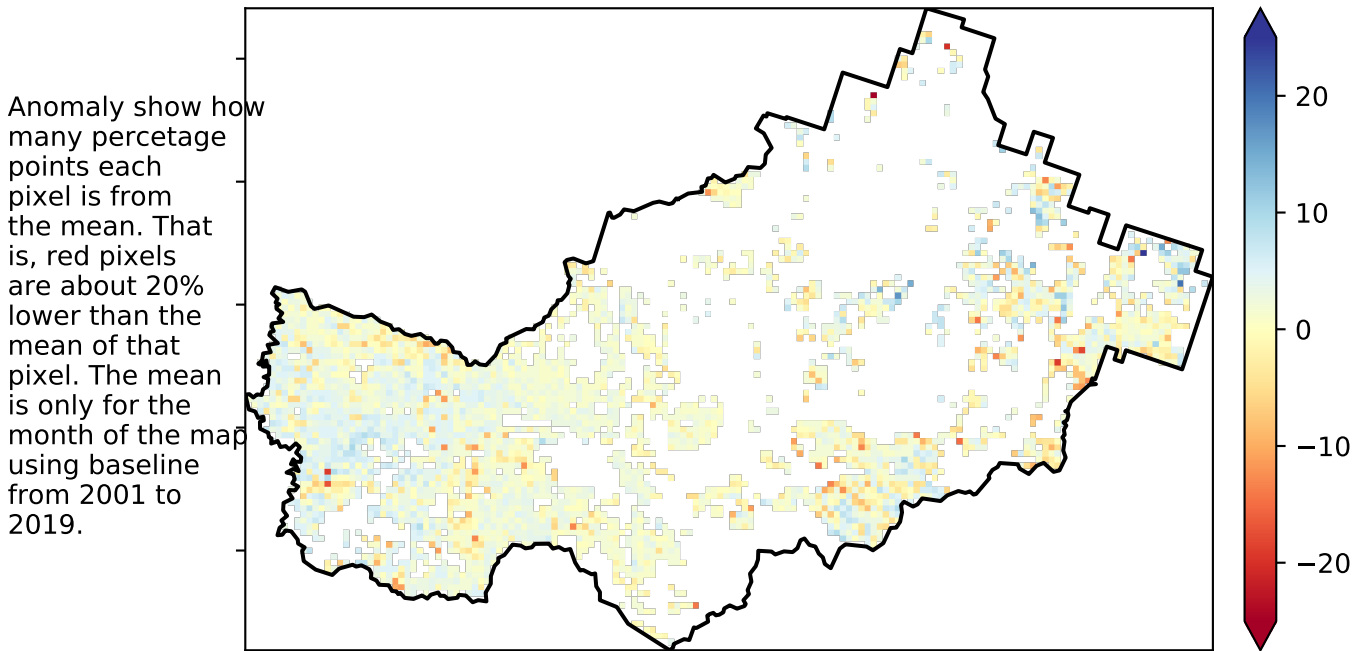 Anomaly show how
many percetage
points each
pixel is from
the mean. That
is, red pixels
are about 20%
lower than the
mean of that
pixel. The mean
is only for the
month of the map
using baseline
from 2001 to
2019.
20
10
0
−10
−20